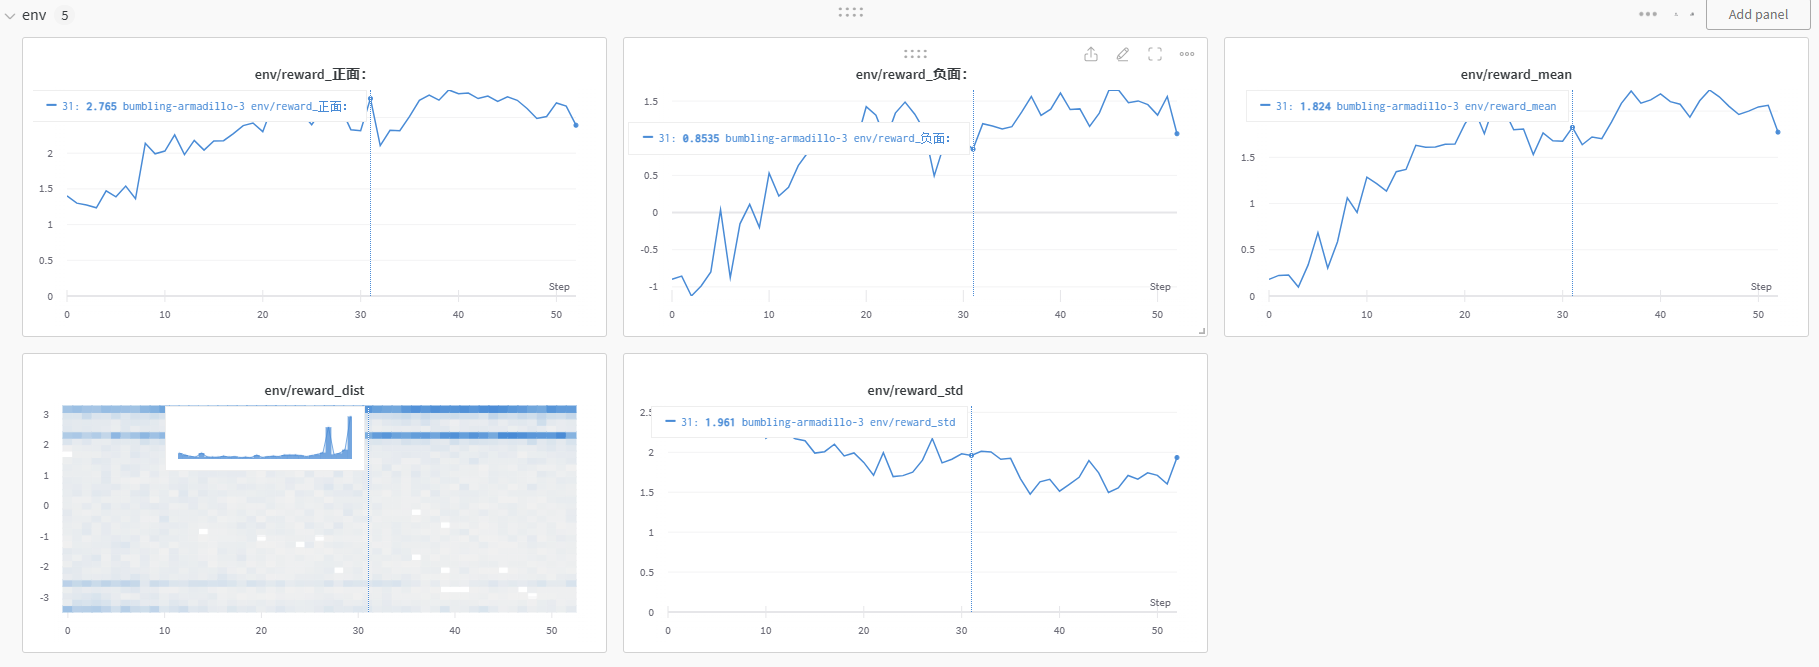 env 5
Add panel
env/reward_正面：
31: 2.765 bumbling-armadillo-3 env/reward_正面：
2
1.5
1
0.5
0
Step
0 10 20 30 40 50
env/reward_负面：
1.5
31: 0.8535 bumbling-armadillo-3 env/reward_负面：
0.5
0
-0.5
-1
Step
0 10 20 30 40 50
env/reward_mean
31: 1.824 bumbling-armadillo-3 env/reward_mean
1.5
1
0.5
0
Step
0 10 20 30 40 50
env/reward_dist
3
2
1
0
-1
-2
-3
0 10 20 30 40 50
env/reward_std
2.5
31: 1.961 bumbling-armadillo-3 env/reward_std
2
1.5
1
0.5
0
Step
0 10 20 30 40 50